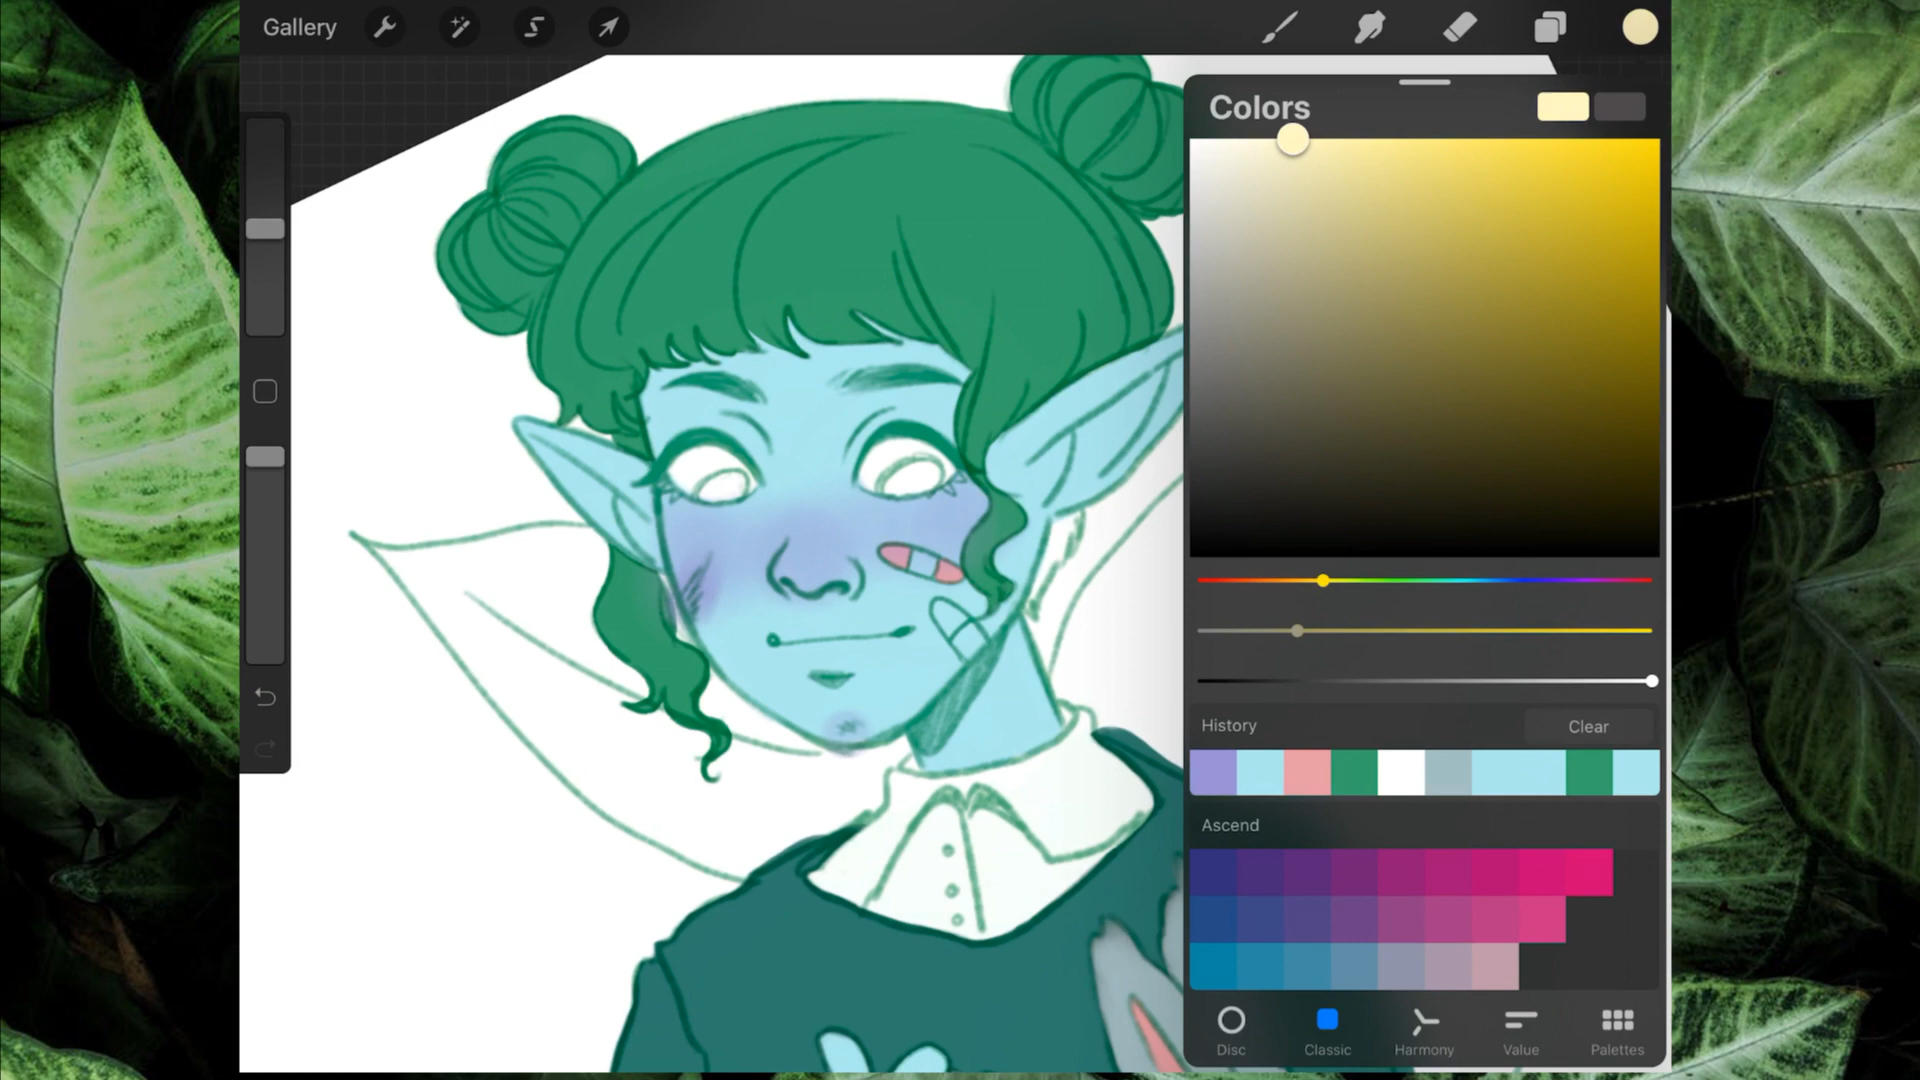 Gallery
Colors
History
Clear
Ascend
Disc
Classic
Harmony
Value
Palettes